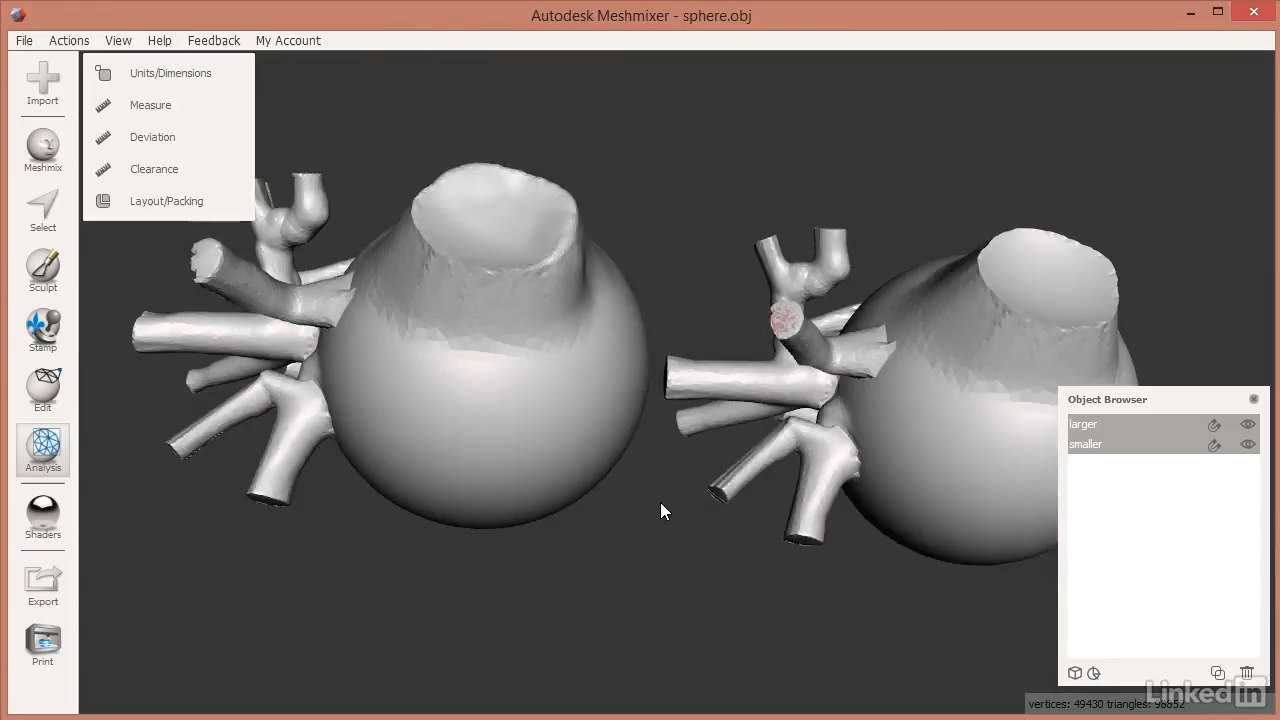 Autodesk Meshmixer - sphere.obj
File Actions View Help Feedback My Account
Import
Meshmix
Select
Sculpt
Stamp
Edit
Analysis
Shaders
Export
Print
Units/Dimensions
Measure
Deviation
Clearance
Layout/Packing
Object Browser
larger
smaller
LinkedIn
vertices: 49430 triangles: 98852